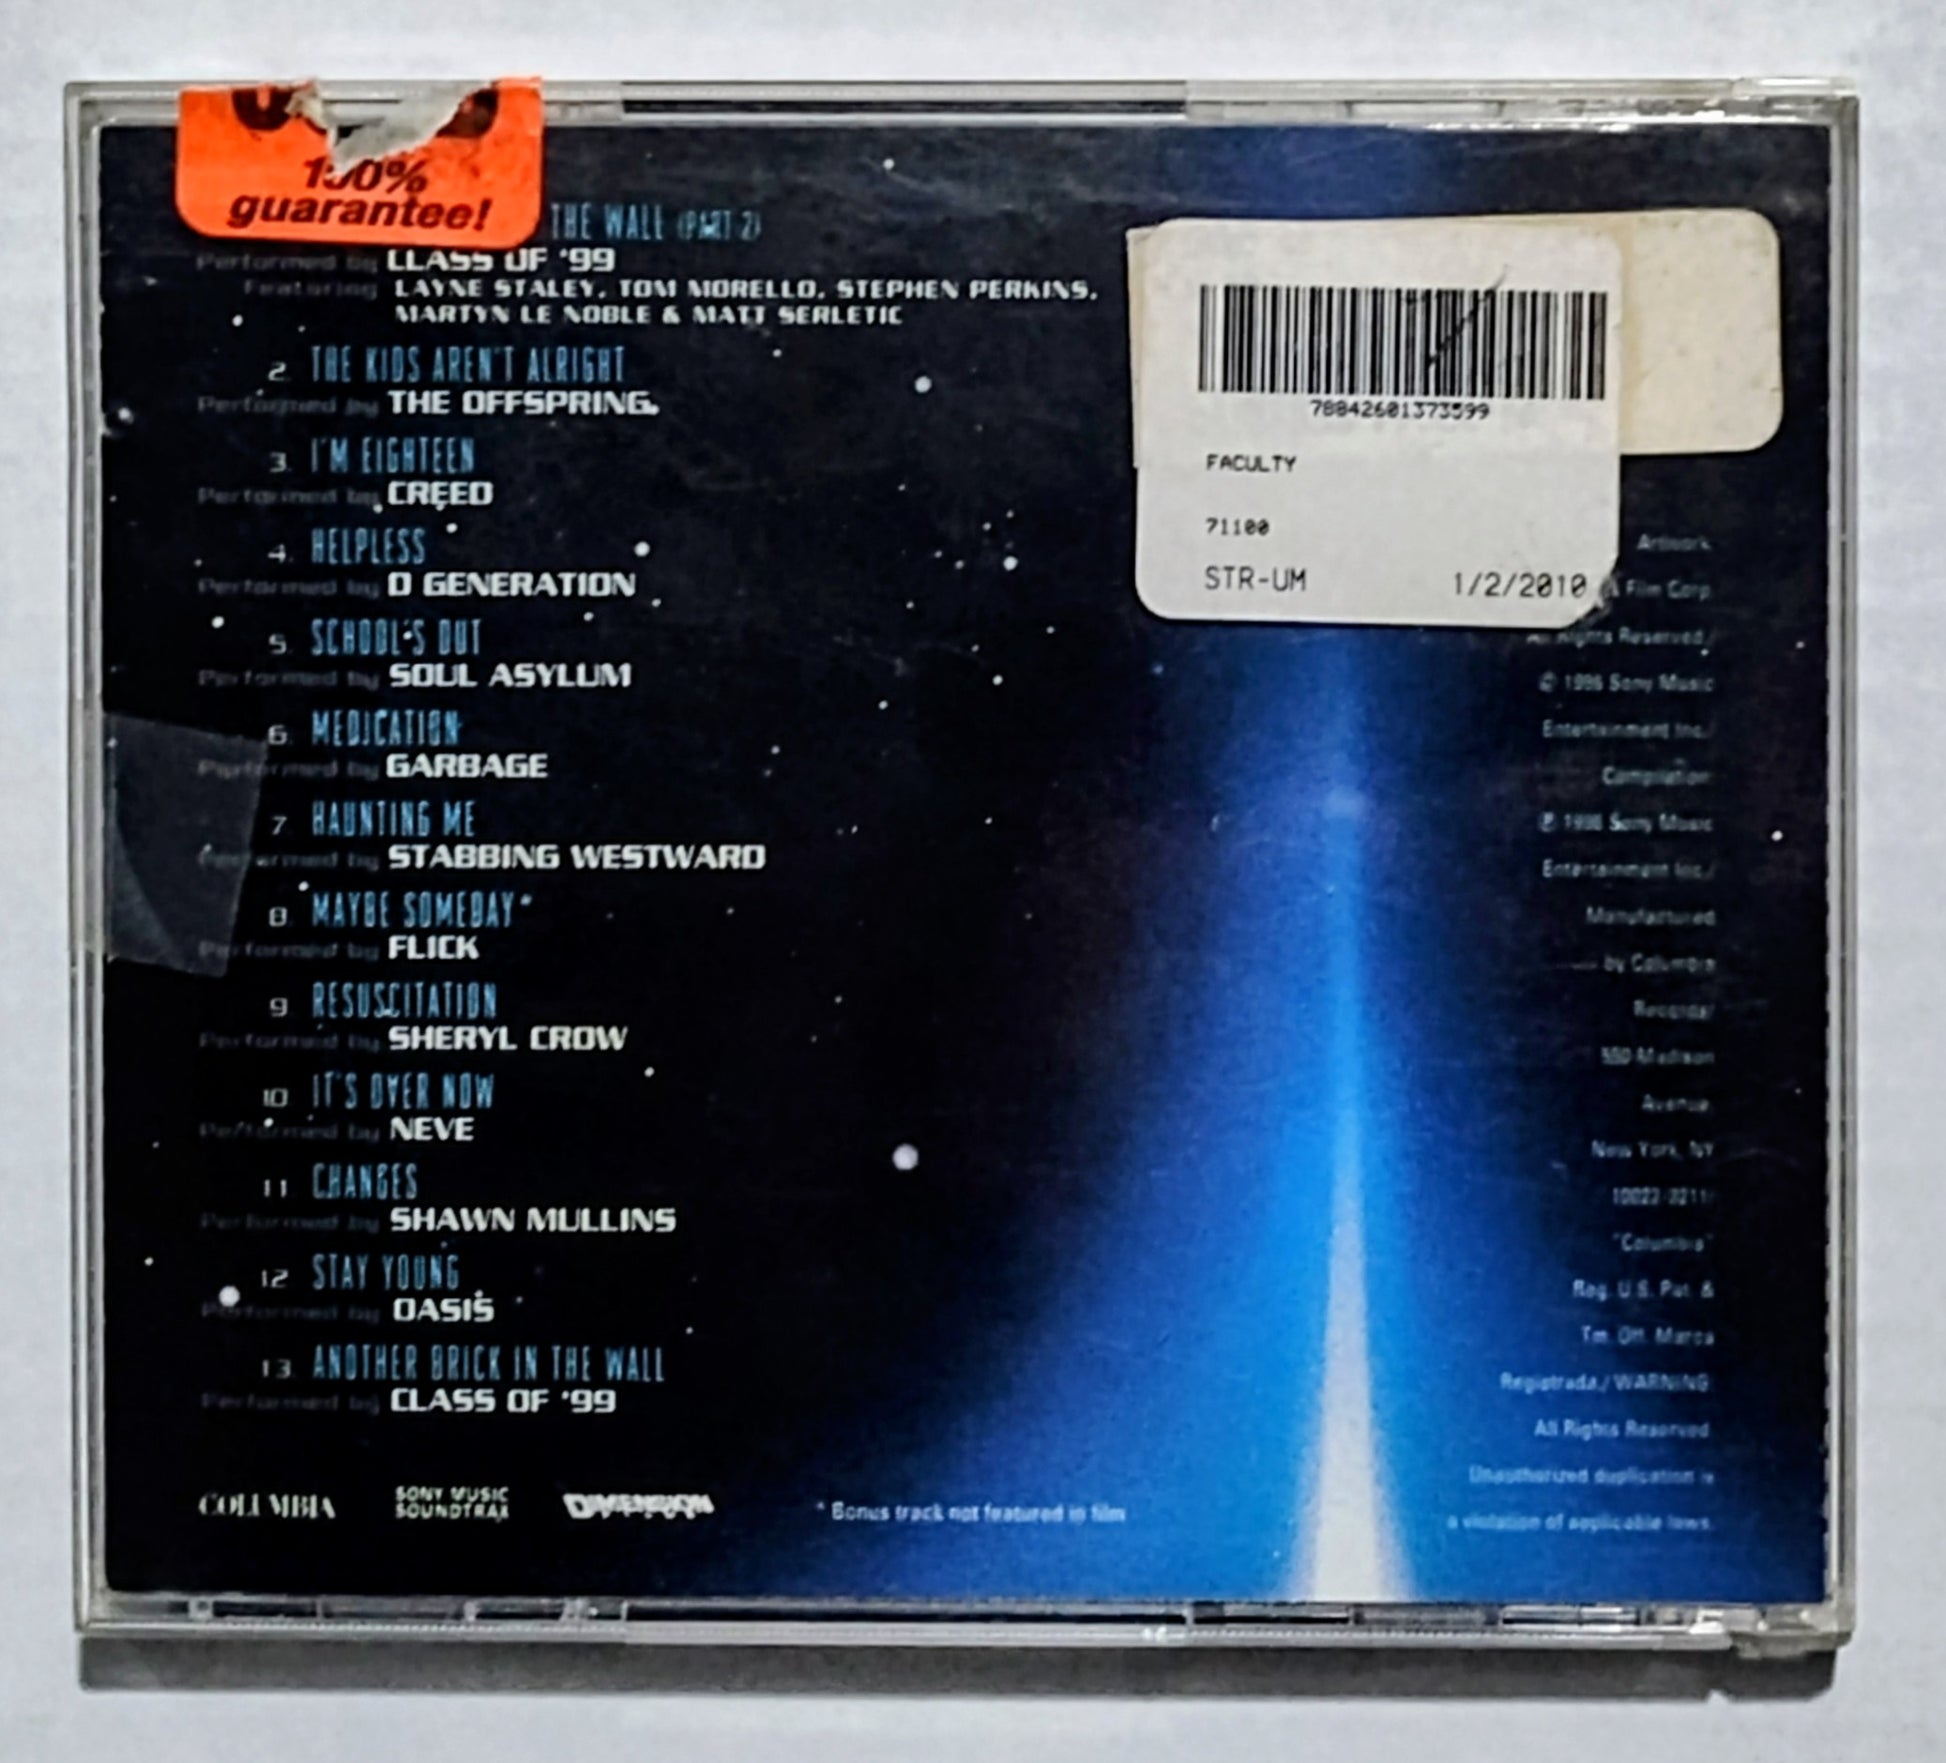 100%
guarantee!
THE WALL (PART 2)
Performed by CLASS OF '99
Featuring LAYNE STALEY, TOM MORELLO, STEPHEN PERKINS,
MARTYN LE NOBLE & MATT SERLETIC
2. THE KIDS AREN'T ALRIGHT
Performed by THE OFFSPRING
3. I'M EIGHTEEN
Performed by CREED
4. HELPLESS
Performed by D GENERATION
5. SCHOOL'S OUT
Performed by SOUL ASYLUM
6. MEDICATION
Performed by GARBAGE
7. HAUNTING ME
Performed by STABBING WESTWARD
8. MAYBE SOMEDAY*
Performed by FLICK
9. RESUSCITATION
Performed by SHERYL CROW
10. IT'S OVER NOW
Performed by NEVE
11. CHANGES
Performed by SHAWN MULLINS
12. STAY YOUNG
Performed by OASIS
13. ANOTHER BRICK IN THE WALL
Performed by CLASS OF '99
COLUMBIA
SONY MUSIC
SOUNDTRAX
DIMENSION
* Bonus track not featured in film
78842601373599
FACULTY
71100
STR-UM 1/2/2010
Artwork
Film Corp.
All Rights Reserved./
Sony Music
Entertainment Inc./
Compilation
Sony Music
Entertainment Inc./
Manufactured
by Columbia
Records/
550 Madison
Avenue,
New York, NY
10022-3211/
"Columbia"
Reg. U.S. Pat. &
Tm. Off. Marca
Registrada./ WARNING:
All Rights Reserved.
Unauthorized duplication is
a violation of applicable laws.